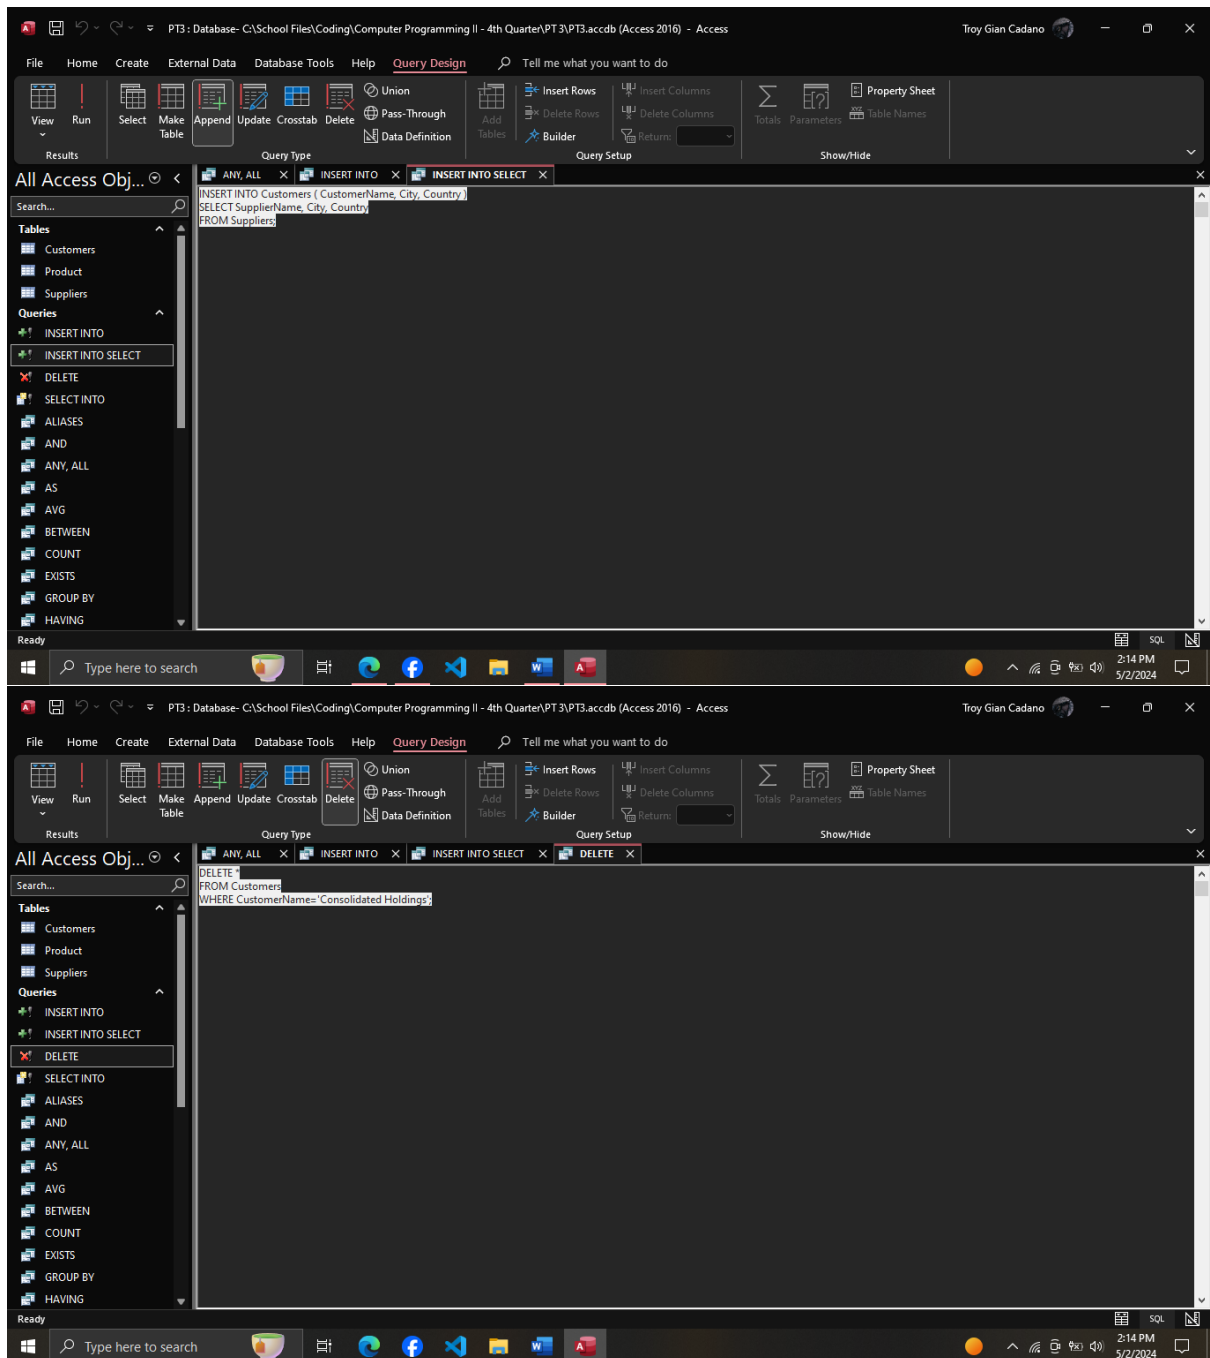 PT3 : Database- C:\School Files\Coding\Computer Programming II - 4th Quarter\PT 3\PT3.accdb (Access 2016) - Access
Troy Gian Cadano
File Home Create External Data Database Tools Help Query Design Tell me what you want to do
View Run Select Make Table Append Update Crosstab Delete
Union
Pass-Through
Data Definition
Add Tables
Insert Rows
Delete Rows
Builder
Insert Columns
Delete Columns
Return:
Totals Parameters
Property Sheet
Table Names
Results Query Type Query Setup Show/Hide
All Access Obj...
ANY, ALL INSERT INTO INSERT INTO SELECT
Search...
INSERT INTO Customers ( CustomerName, City, Country )
SELECT SupplierName, City, Country
FROM Suppliers;
Tables
Customers
Product
Suppliers
Queries
INSERT INTO
INSERT INTO SELECT
DELETE
SELECT INTO
ALIASES
AND
ANY, ALL
AS
AVG
BETWEEN
COUNT
EXISTS
GROUP BY
HAVING
Ready
SQL
Type here to search
2:14 PM
5/2/2024
PT3 : Database- C:\School Files\Coding\Computer Programming II - 4th Quarter\PT 3\PT3.accdb (Access 2016) - Access
Troy Gian Cadano
File Home Create External Data Database Tools Help Query Design Tell me what you want to do
View Run Select Make Table Append Update Crosstab Delete
Union
Pass-Through
Data Definition
Add Tables
Insert Rows
Delete Rows
Builder
Insert Columns
Delete Columns
Return:
Totals Parameters
Property Sheet
Table Names
Results Query Type Query Setup Show/Hide
All Access Obj...
ANY, ALL INSERT INTO INSERT INTO SELECT DELETE
Search...
DELETE *
FROM Customers
WHERE CustomerName='Consolidated Holdings';
Tables
Customers
Product
Suppliers
Queries
INSERT INTO
INSERT INTO SELECT
DELETE
SELECT INTO
ALIASES
AND
ANY, ALL
AS
AVG
BETWEEN
COUNT
EXISTS
GROUP BY
HAVING
Ready
SQL
Type here to search
2:14 PM
5/2/2024